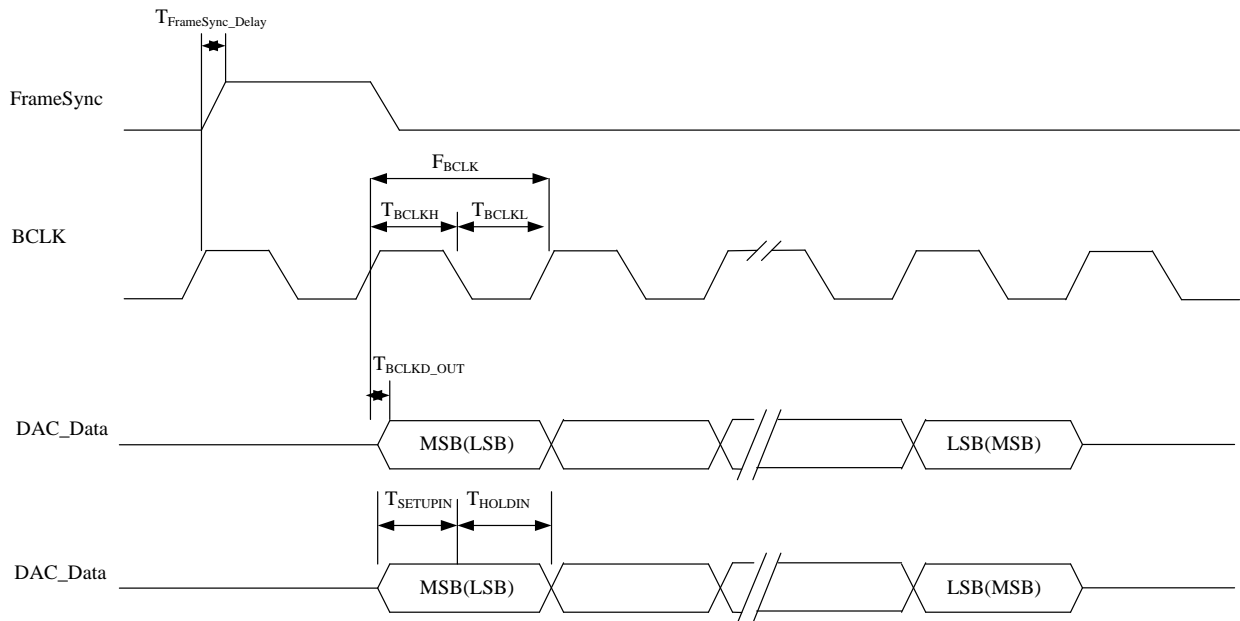 TFrameSync_Delay
FrameSync
FBCLK
TBCLKH TBCLKL
BCLK
TBCLKD_OUT
DAC_Data MSB(LSB) LSB(MSB)
TSETUPIN THOLDIN
DAC_Data MSB(LSB) LSB(MSB)